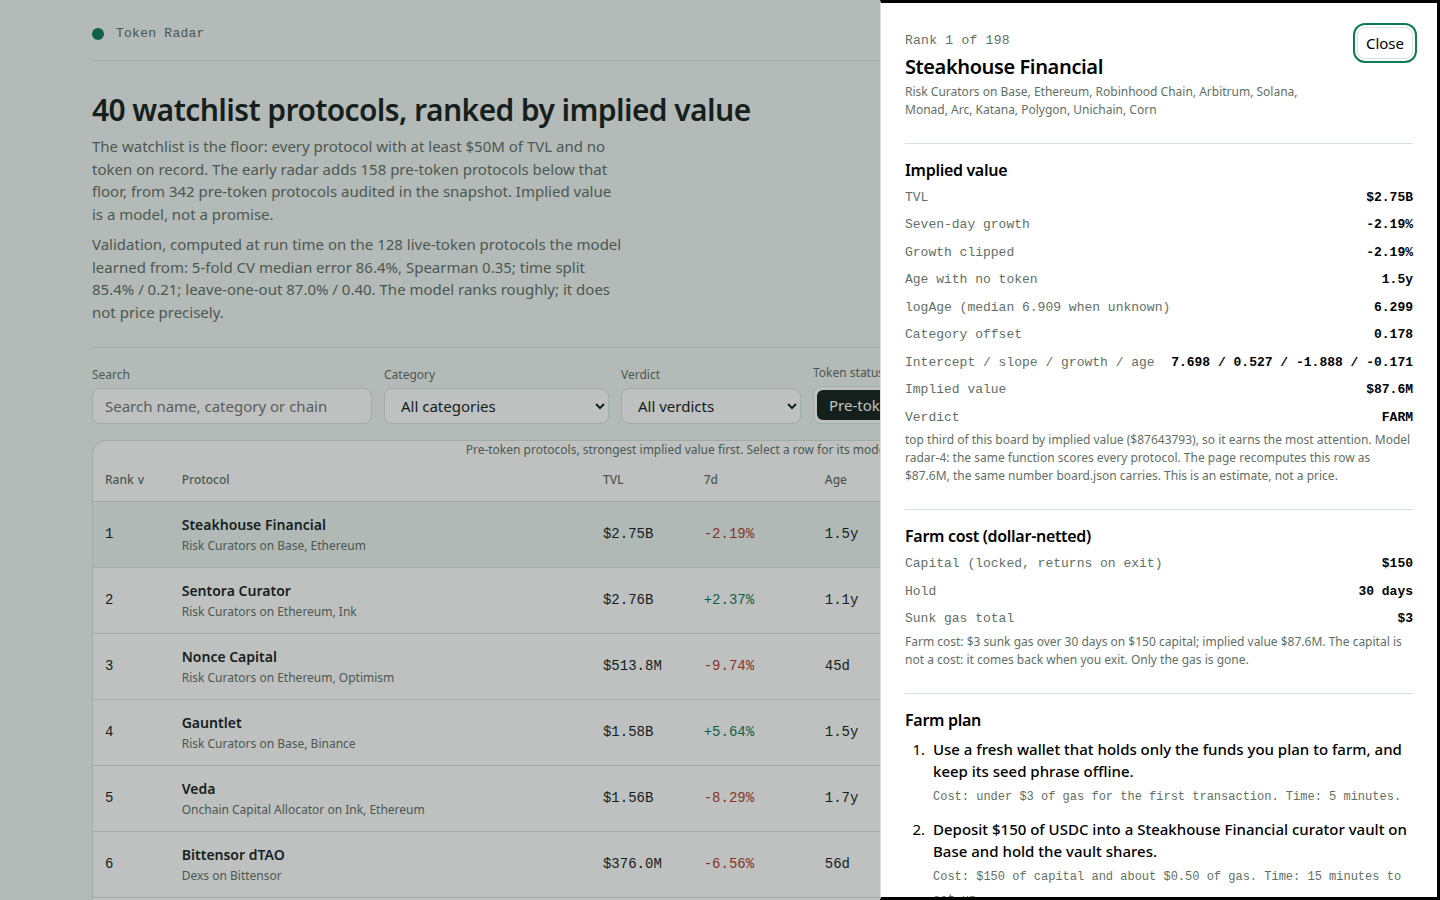 Token Radar
40 watchlist protocols, ranked by implied value
The watchlist is the floor: every protocol with at least $50M of TVL and no
token on record. The early radar adds 158 pre-token protocols below that
floor, from 342 pre-token protocols audited in the snapshot. Implied value
is a model, not a promise.
Validation, computed at run time on the 128 live-token protocols the model
learned from: 5-fold CV median error 86.4%, Spearman 0.35; time split
85.4% / 0.21; leave-one-out 87.0% / 0.40. The model ranks roughly; it does
not price precisely.
Search
Category
Verdict
Token status
Search name, category or chain
All categories
All verdicts
Pre-tok
Pre-token protocols, strongest implied value first. Select a row for its mod
Rank v Protocol TVL 7d Age
1 Steakhouse Financial $2.75B -2.19% 1.5y
Risk Curators on Base, Ethereum
2 Sentora Curator $2.76B +2.37% 1.1y
Risk Curators on Ethereum, Ink
3 Nonce Capital $513.8M -9.74% 45d
Risk Curators on Ethereum, Optimism
4 Gauntlet $1.58B +5.64% 1.5y
Risk Curators on Base, Binance
5 Veda $1.56B -8.29% 1.7y
Onchain Capital Allocator on Ink, Ethereum
6 Bittensor dTAO $376.0M -6.56% 56d
Dexs on Bittensor
Rank 1 of 198
Close
Steakhouse Financial
Risk Curators on Base, Ethereum, Robinhood Chain, Arbitrum, Solana,
Monad, Arc, Katana, Polygon, Unichain, Corn
Implied value
TVL $2.75B
Seven-day growth -2.19%
Growth clipped -2.19%
Age with no token 1.5y
logAge (median 6.909 when unknown) 6.299
Category offset 0.178
Intercept / slope / growth / age 7.698 / 0.527 / -1.888 / -0.171
Implied value $87.6M
Verdict FARM
top third of this board by implied value ($87643793), so it earns the most attention. Model
radar-4: the same function scores every protocol. The page recomputes this row as
$87.6M, the same number board.json carries. This is an estimate, not a price.
Farm cost (dollar-netted)
Capital (locked, returns on exit) $150
Hold 30 days
Sunk gas total $3
Farm cost: $3 sunk gas over 30 days on $150 capital; implied value $87.6M. The capital is
not a cost: it comes back when you exit. Only the gas is gone.
Farm plan
1. Use a fresh wallet that holds only the funds you plan to farm, and
keep its seed phrase offline.
Cost: under $3 of gas for the first transaction. Time: 5 minutes.
2. Deposit $150 of USDC into a Steakhouse Financial curator vault on
Base and hold the vault shares.
Cost: $150 of capital and about $0.50 of gas. Time: 15 minutes to